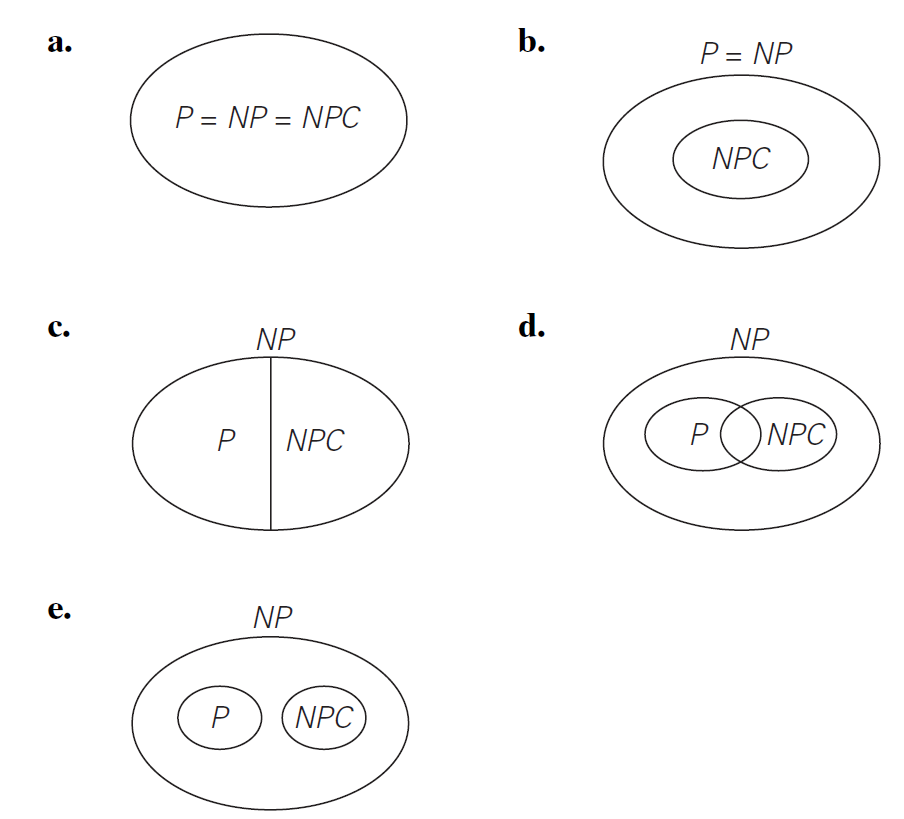 a.
P = NP = NPC
b.
P = NP
NPC
c.
NP
P NPC
d.
NP
P NPC
e.
NP
P NPC